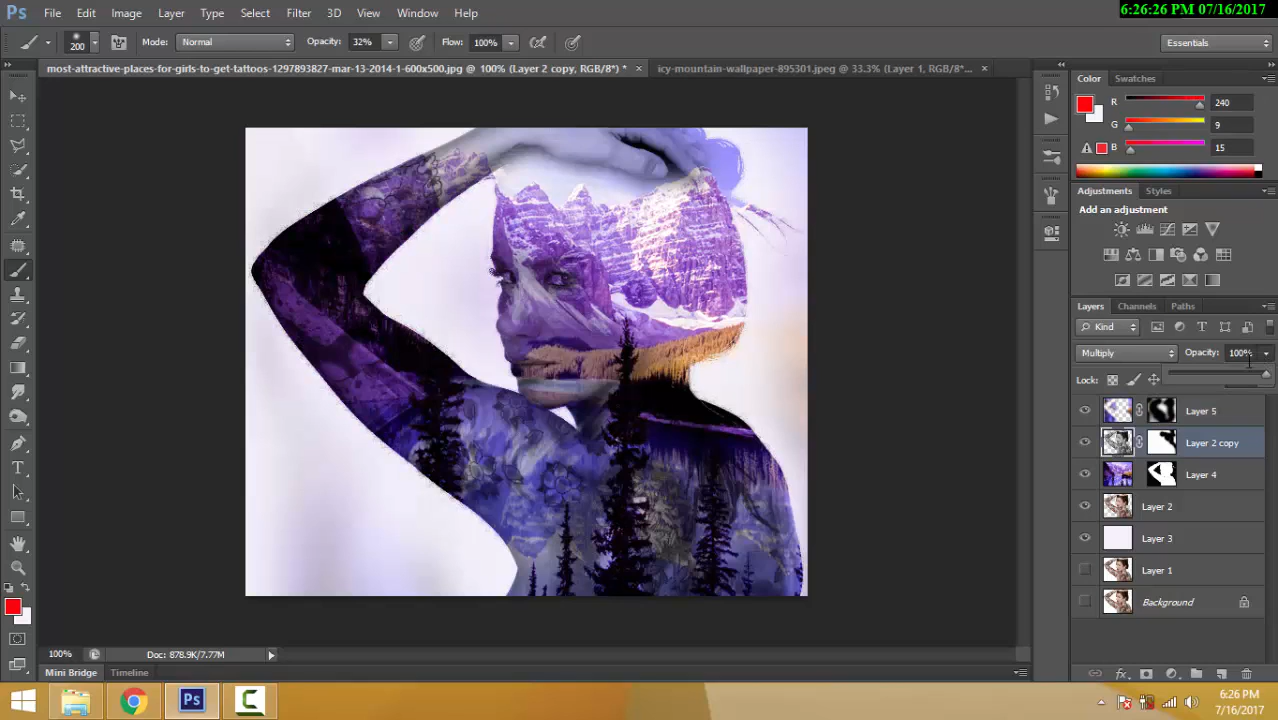 6:26:26 PM 07/16/2017
Ps File Edit Image Layer Type Select Filter 3D View Window Help
200 Mode: Normal Opacity: 32% Flow: 100% Essentials
most-attractive-places-for-girls-to-get-tattoos-1297893827-mar-13-2014-1-600x500.jpg @ 100% (Layer 2 copy, RGB/8*) * × icy-mountain-wallpaper-895301.jpeg @ 33.3% (Layer 1, RGB/8*... ×
Color Swatches
R 240
G 9
B 15
Adjustments Styles
Add an adjustment
Layers Channels Paths
Kind
Multiply Opacity: 100%
Lock:
Layer 5
Layer 2 copy
Layer 4
Layer 2
Layer 3
Layer 1
Background
100% Doc: 878.9K/7.77M
Mini Bridge Timeline
Ps C 6:26 PM
7/16/2017